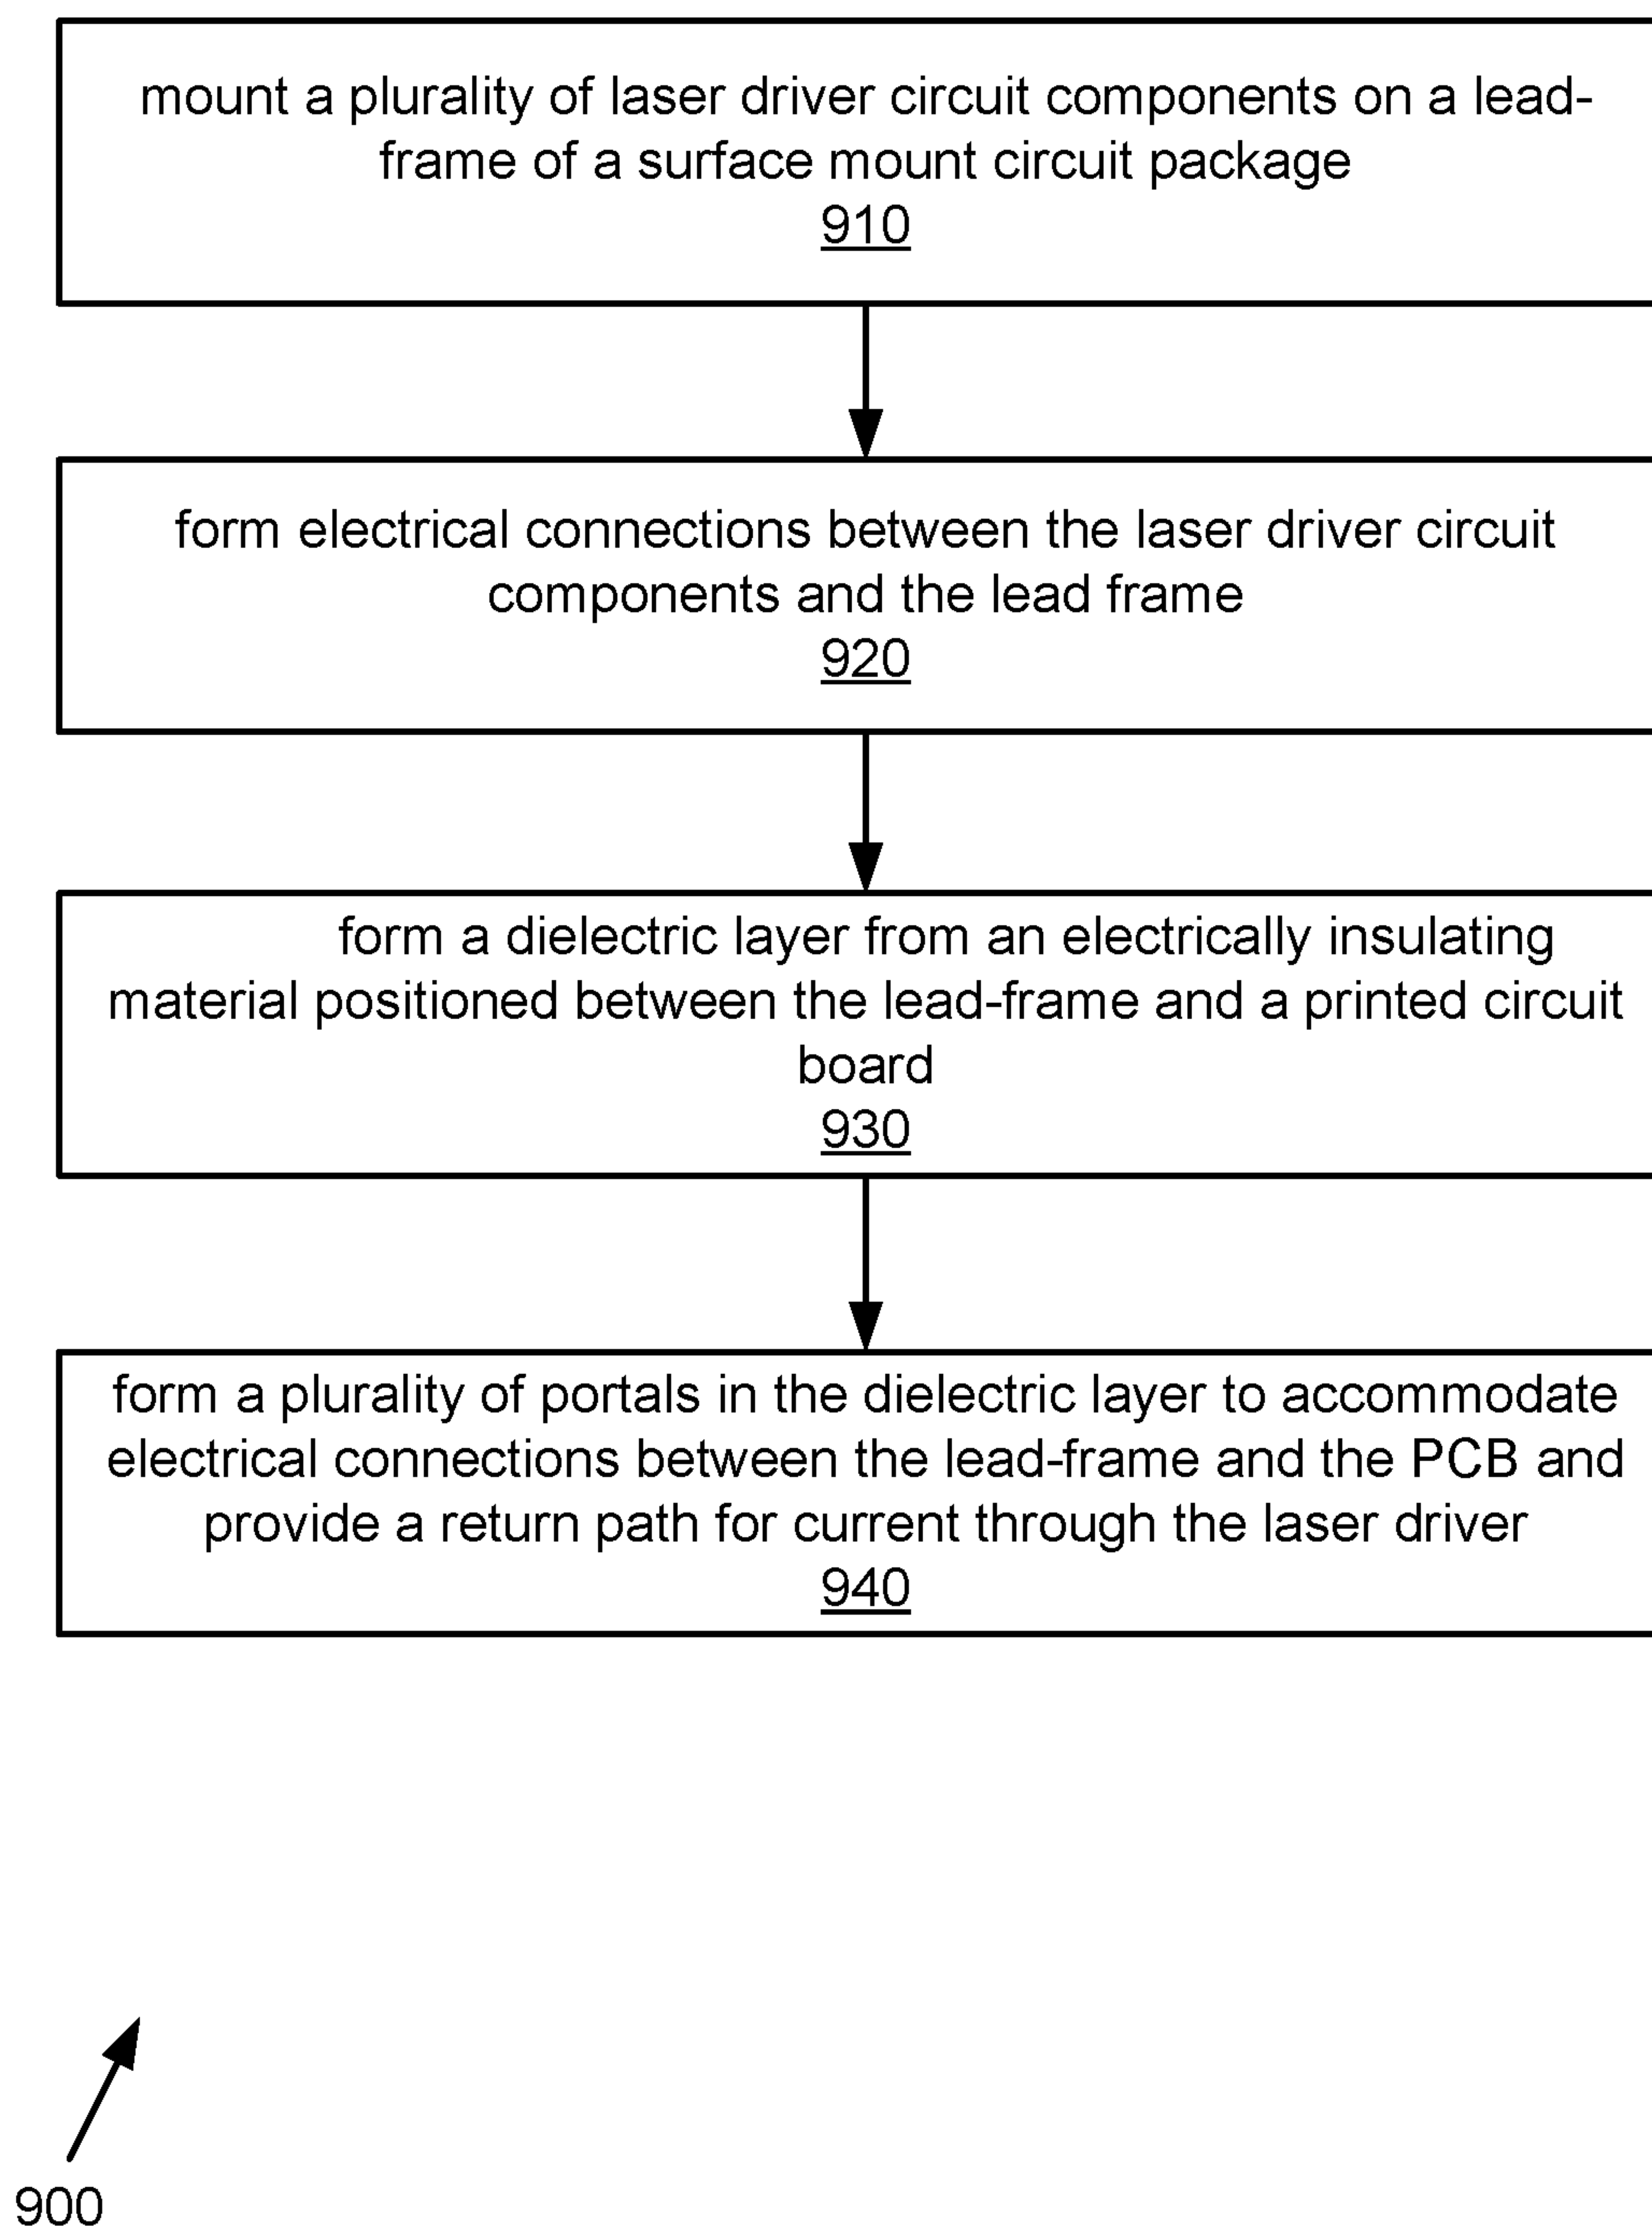 mount a plurality of laser driver circuit components on a lead-
frame of a surface mount circuit package
910
form electrical connections between the laser driver circuit
components and the lead frame
920
form a dielectric layer from an electrically insulating
material positioned between the lead-frame and a printed circuit
board
930
form a plurality of portals in the dielectric layer to accommodate
electrical connections between the lead-frame and the PCB and
provide a return path for current through the laser driver
940
900